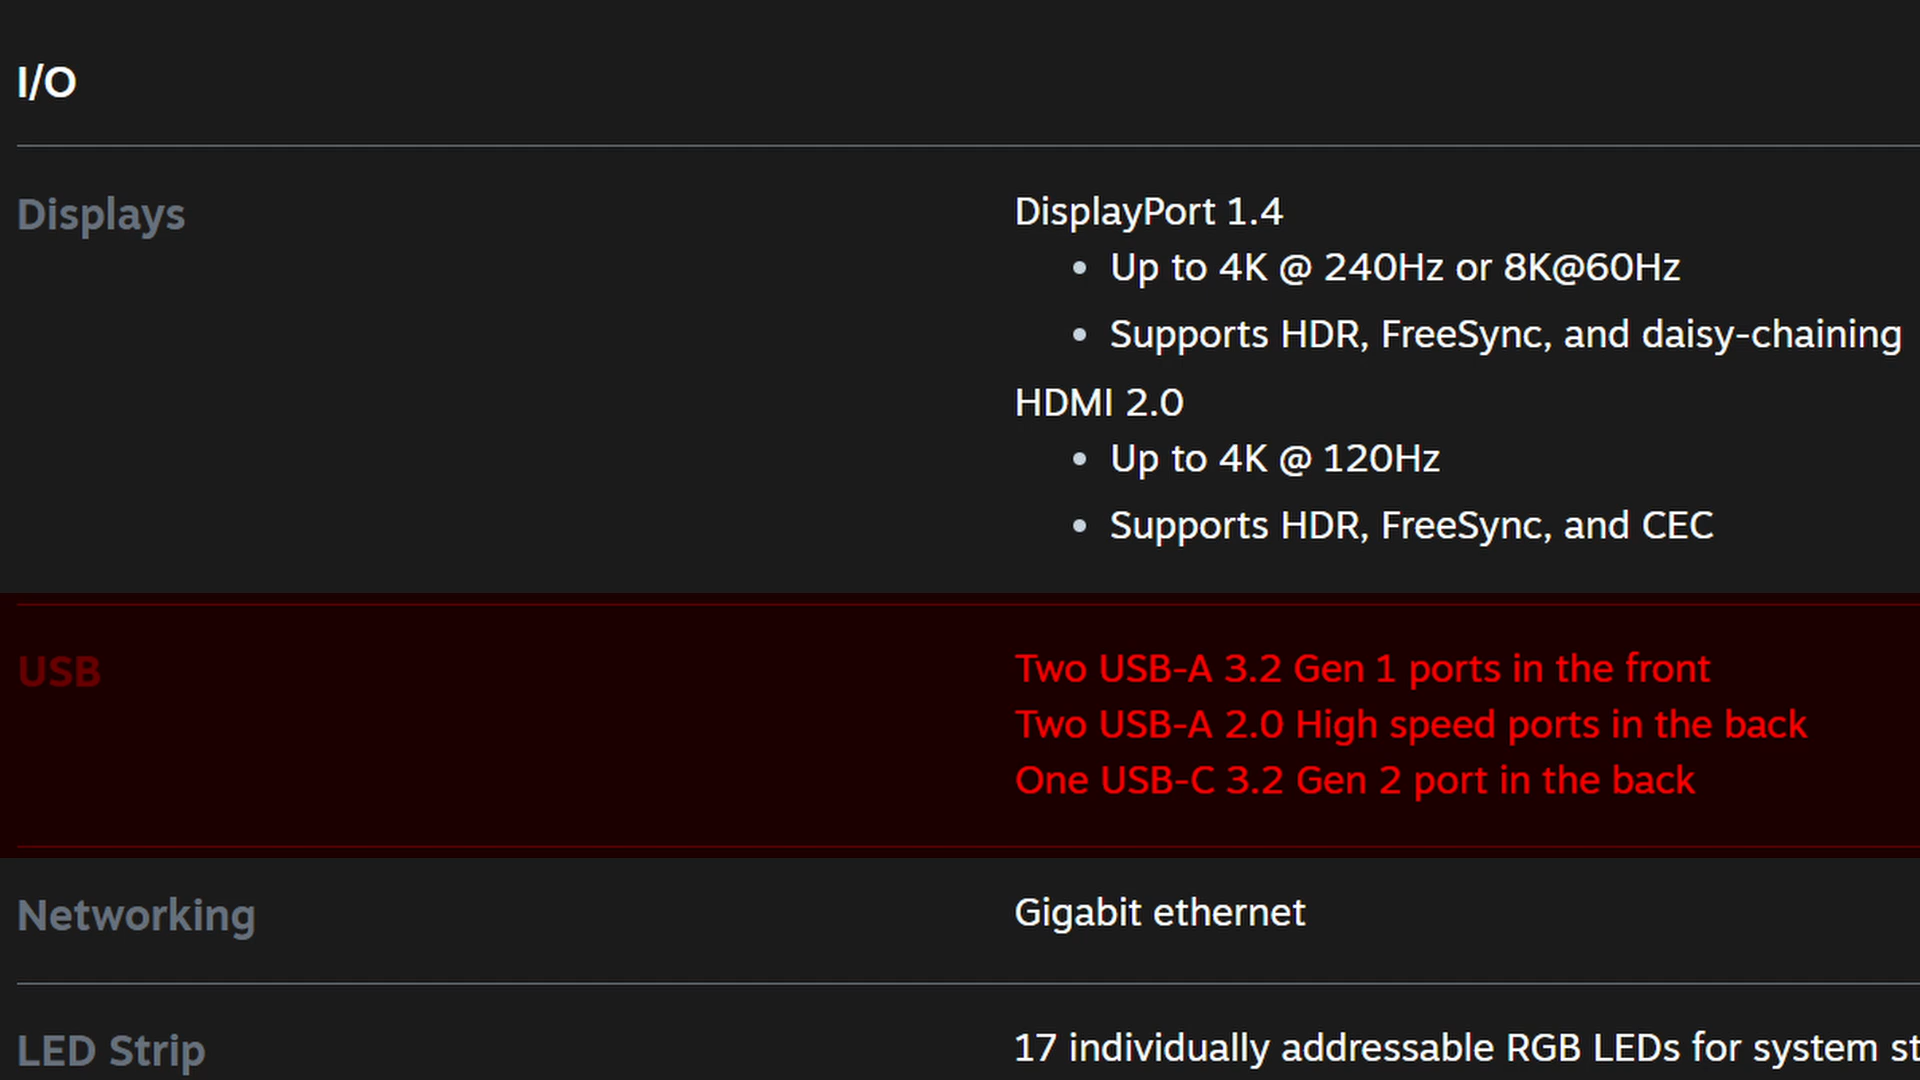 I/O
Displays
DisplayPort 1.4
• Up to 4K @ 240Hz or 8K@60Hz
• Supports HDR, FreeSync, and daisy-chaining
HDMI 2.0
• Up to 4K @ 120Hz
• Supports HDR, FreeSync, and CEC
USB
Two USB-A 3.2 Gen 1 ports in the front
Two USB-A 2.0 High speed ports in the back
One USB-C 3.2 Gen 2 port in the back
Networking
Gigabit ethernet
LED Strip
17 individually addressable RGB LEDs for system st